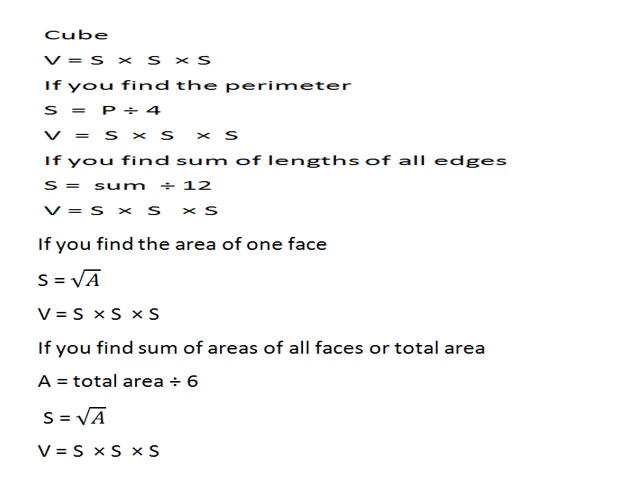 Cube
V = S × S × S
If you find the perimeter
S = P ÷ 4
V = S × S × S
If you find sum of lengths of all edges
S = sum ÷ 12
V = S × S × S
If you find the area of one face
S = √A
V = S × S × S
If you find sum of areas of all faces or total area
A = total area ÷ 6
S = √A
V = S × S × S